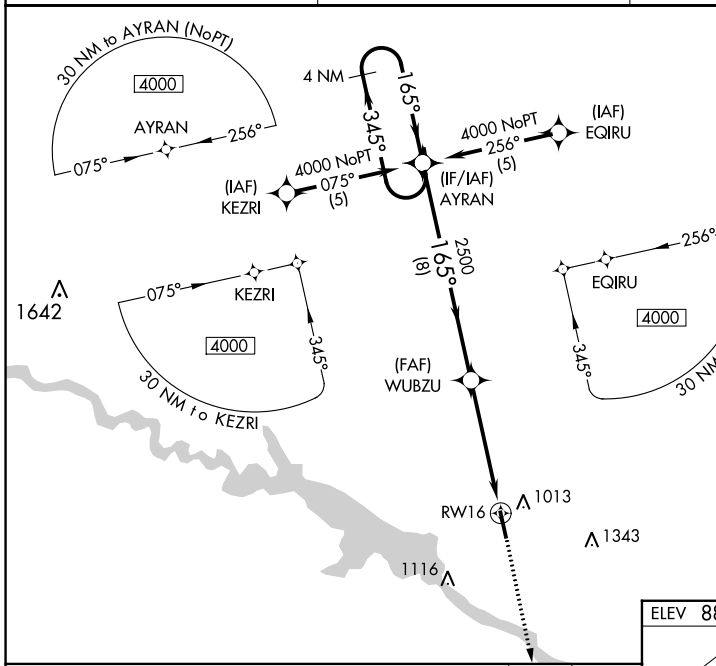 30 NM to AYRAN (NoPT)
4000
AYRAN
075°
256°
4 NM
165°
345°
4000 NoPT
075°
(5)
(IAF)
KEZRI
4000 NoPT
256°
(5)
(IAF)
EQIRU
(IF/IAF)
AYRAN
2500
165°
(8)
1642
075°
KEZRI
4000
345°
30 NM to KEZRI
256°
EQIRU
4000
345°
30 NM
(FAF)
WUBZU
RW16
1013
1343
1116
ELEV 88